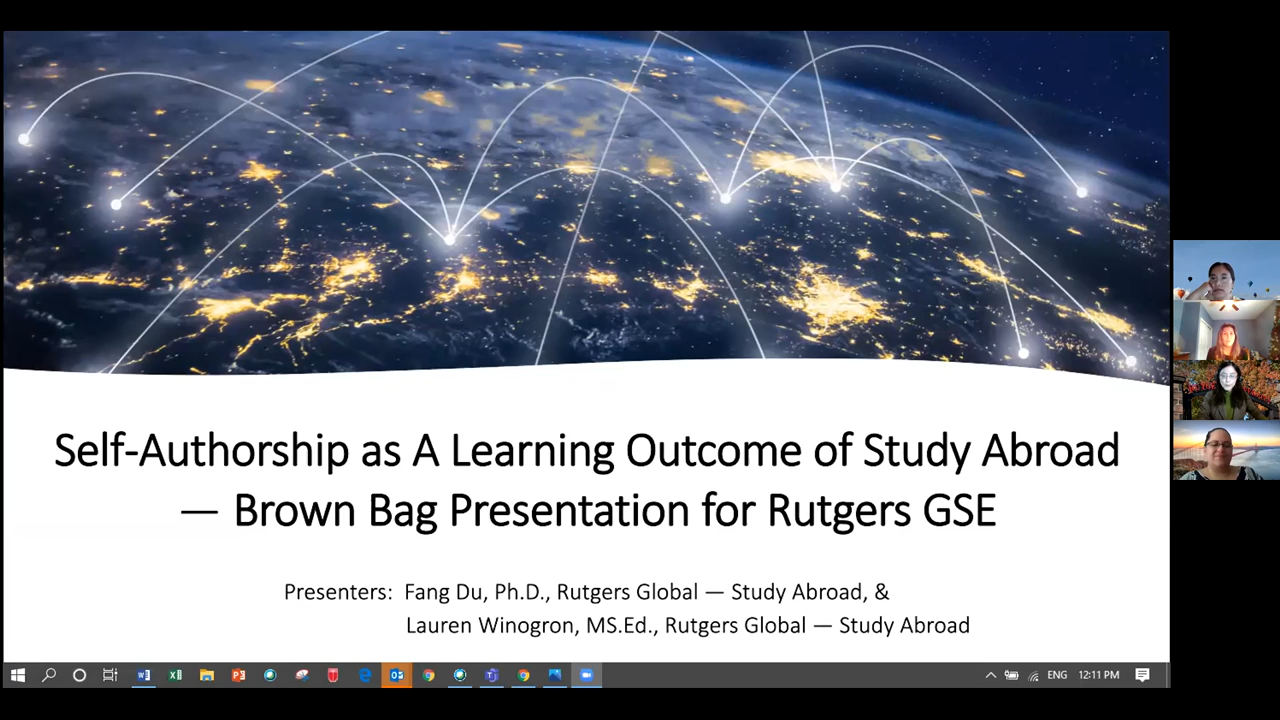 Self-Authorship as A Learning Outcome of Study Abroad
— Brown Bag Presentation for Rutgers GSE
Presenters: Fang Du, Ph.D., Rutgers Global — Study Abroad, &
Lauren Winogron, MS.Ed., Rutgers Global — Study Abroad
ENG 12:11 PM